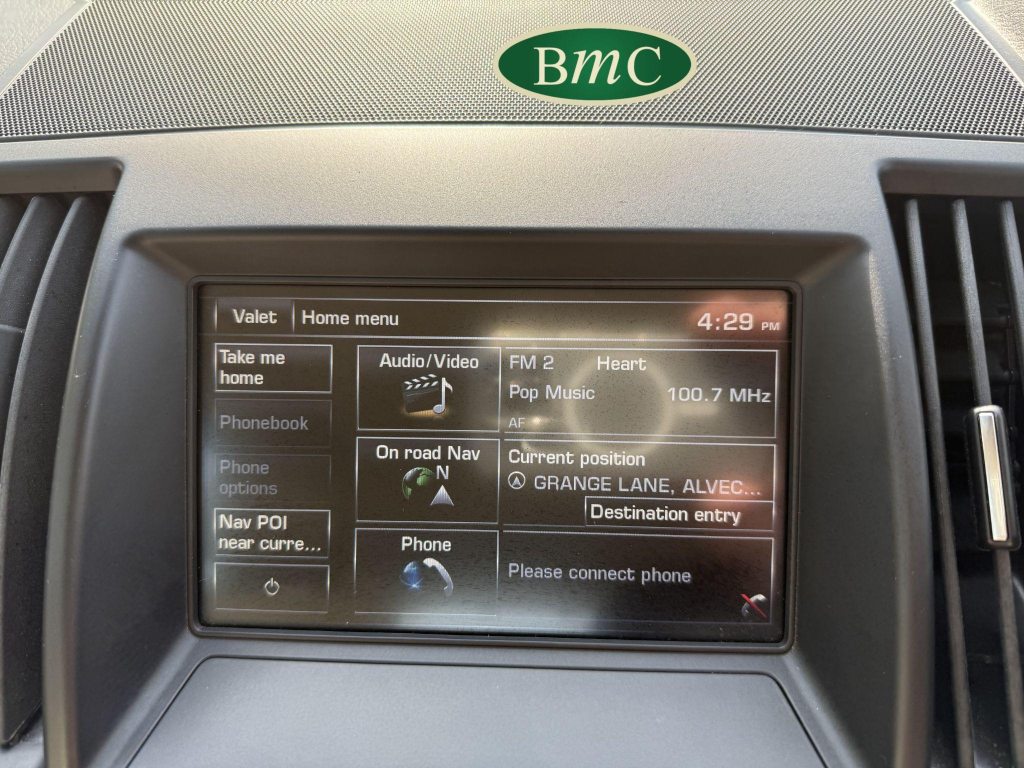 BmC
Valet
Home menu
4:29 PM
Take me
home
Phonebook
Phone
options
Nav POI
near curre...
Audio/Video
On road Nav
N
Phone
FM 2 Heart
Pop Music 100.7 MHz
AF
Current position
GRANGE LANE, ALVEC...
Destination entry
Please connect phone